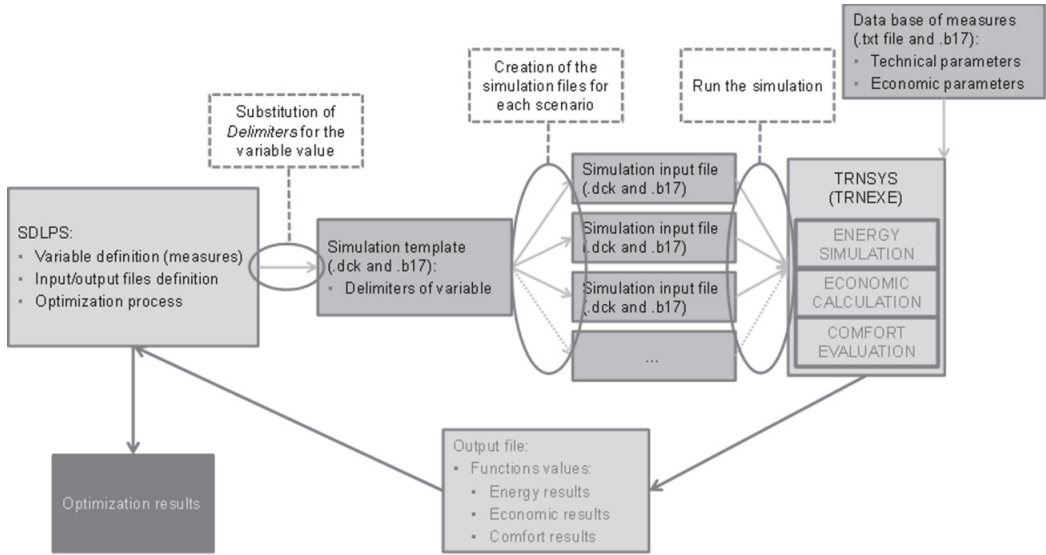 Data base of measures
(.txt file and .b17):
▪ Technical parameters
▪ Economic parameters
Creation of the
simulation files for
each scenario
Run the simulation
Substitution of
Delimiters for the
variable value
SDLPS:
▪ Variable definition (measures)
▪ Input/output files definition
▪ Optimization process
Simulation template
(.dck and .b17):
▪ Delimiters of variable
Simulation input file
(.dck and .b17)
Simulation input file
(.dck and .b17)
Simulation input file
(.dck and .b17)
...
TRNSYS
(TRNEXE)
ENERGY
SIMULATION
ECONOMIC
CALCULATION
COMFORT
EVALUATION
Output file:
▪ Functions values:
▪ Energy results
▪ Economic results
▪ Comfort results
Optimization results